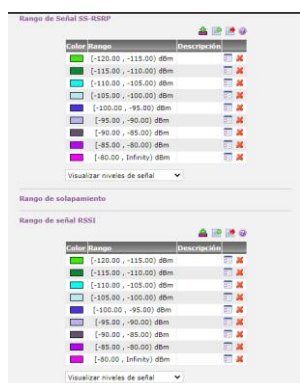 Rango de Señal SS-RSRP
Color Rango Descripción
[-120.00 , -115.00) dBm
[-115.00 , -110.00) dBm
[-110.00 , -105.00) dBm
[-105.00 , -100.00) dBm
[-100.00 , -95.00) dBm
[-95.00 , -90.00) dBm
[-90.00 , -85.00) dBm
[-85.00 , -80.00) dBm
[-80.00 , Infinity) dBm
Visualizar niveles de señal
Rango de solapamiento
Rango de señal RSSI
Color Rango Descripción
[-120.00 , -115.00) dBm
[-115.00 , -110.00) dBm
[-110.00 , -105.00) dBm
[-105.00 , -100.00) dBm
[-100.00 , -95.00) dBm
[-95.00 , -90.00) dBm
[-90.00 , -85.00) dBm
[-85.00 , -80.00) dBm
[-80.00 , Infinity) dBm
Visualizar niveles de señal